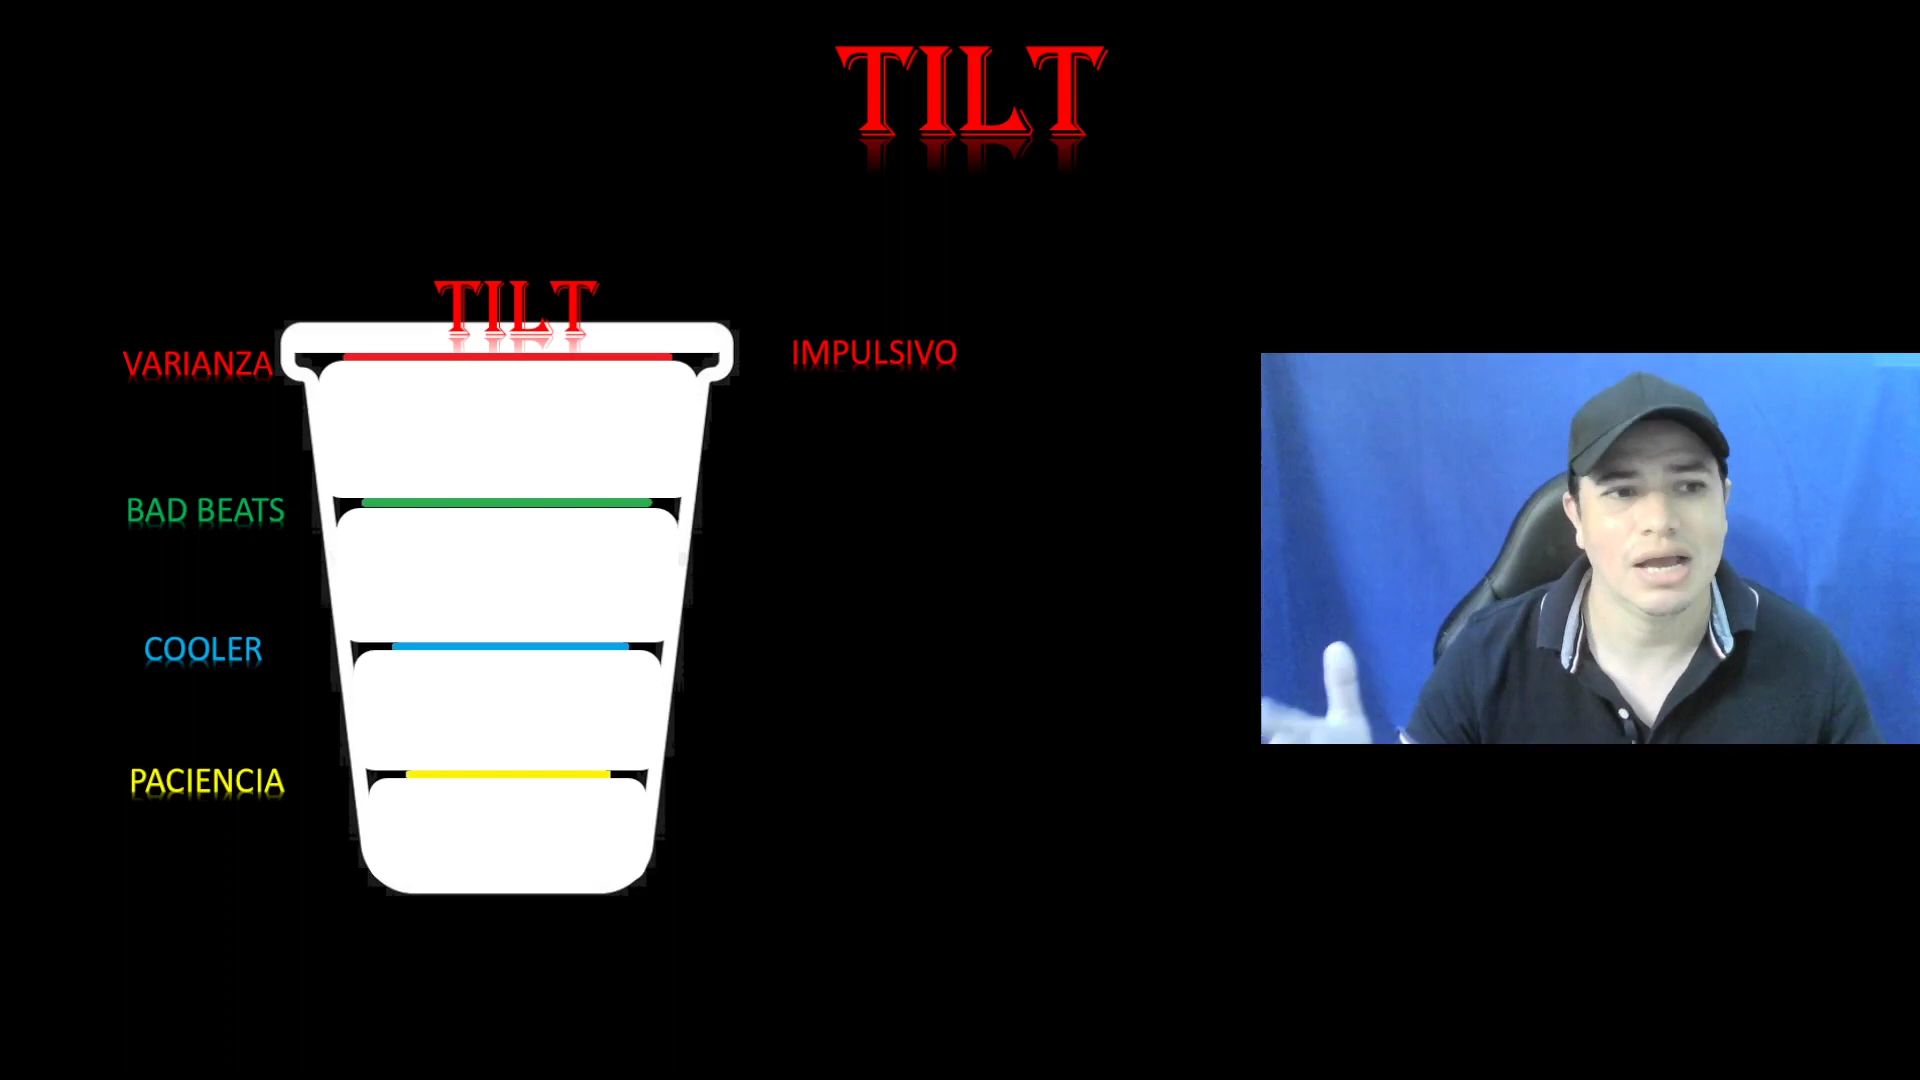 TILT
TILT
VARIANZA
IMPULSIVO
BAD BEATS
COOLER
PACIENCIA